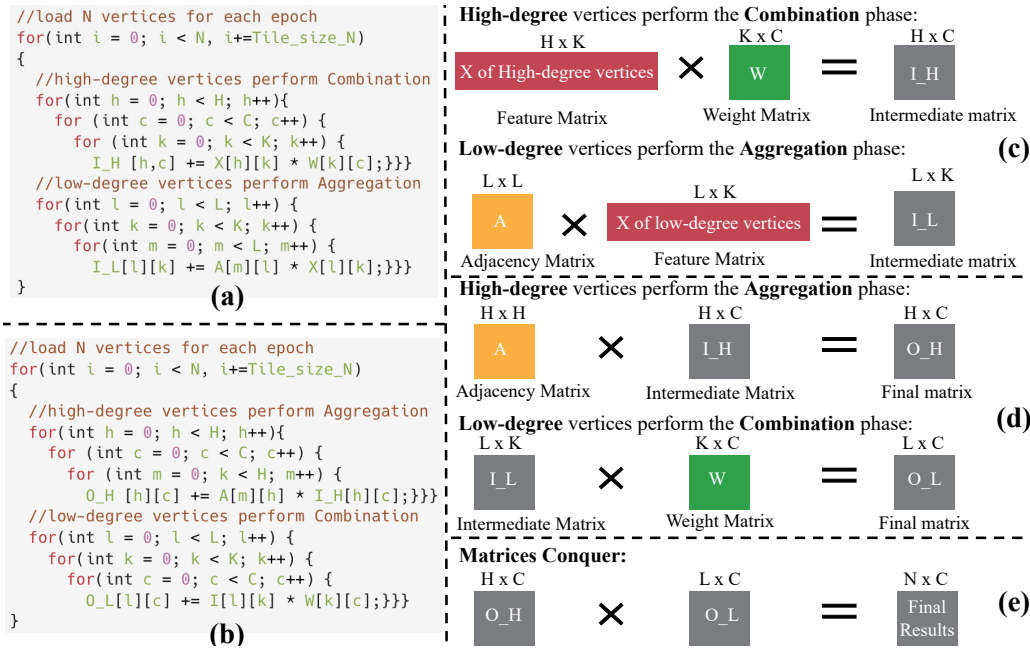 //load N vertices for each epoch
for(int i = 0; i < N, i+=Tile_size_N)
{
//high-degree vertices perform Combination
for(int h = 0; h < H; h++){
for (int c = 0; c < C; c++) {
for (int k = 0; k < K; k++) {
I_H [h,c] += X[h][k] * W[k][c];}}}
//low-degree vertices perform Aggregation
for(int l = 0; l < L; l++) {
for(int k = 0; k < K; k++) {
for(int m = 0; m < L; m++) {
I_L[l][k] += A[m][l] * X[l][k];}}}
}
(a)
//load N vertices for each epoch
for(int i = 0; i < N, i+=Tile_size_N)
{
//high-degree vertices perform Aggregation
for(int h = 0; h < H; h++){
for (int c = 0; c < C; c++) {
for (int m = 0; k < H; m++) {
O_H [h][c] += A[m][h] * I_H[h][c];}}}
//low-degree vertices perform Combination
for(int l = 0; l < L; l++) {
for(int k = 0; k < K; k++) {
for(int c = 0; c < C; c++) {
O_L[l][c] += I[l][k] * W[k][c];}}}
}
(b)
High-degree vertices perform the Combination phase:
H x K K x C H x C
X of High-degree vertices × W = I_H
Feature Matrix Weight Matrix Intermediate matrix
(c)
Low-degree vertices perform the Aggregation phase:
L x L L x K L x K
A × X of low-degree vertices = I_L
Adjacency Matrix Feature Matrix Intermediate matrix
High-degree vertices perform the Aggregation phase:
H x H H x C H x C
A × I_H = O_H
Adjacency Matrix Intermediate Matrix Final matrix
(d)
Low-degree vertices perform the Combination phase:
L x K K x C L x C
I_L × W = O_L
Intermediate Matrix Weight Matrix Final matrix
Matrices Conquer:
H x C L x C N x C
O_H × O_L = Final Results
(e)